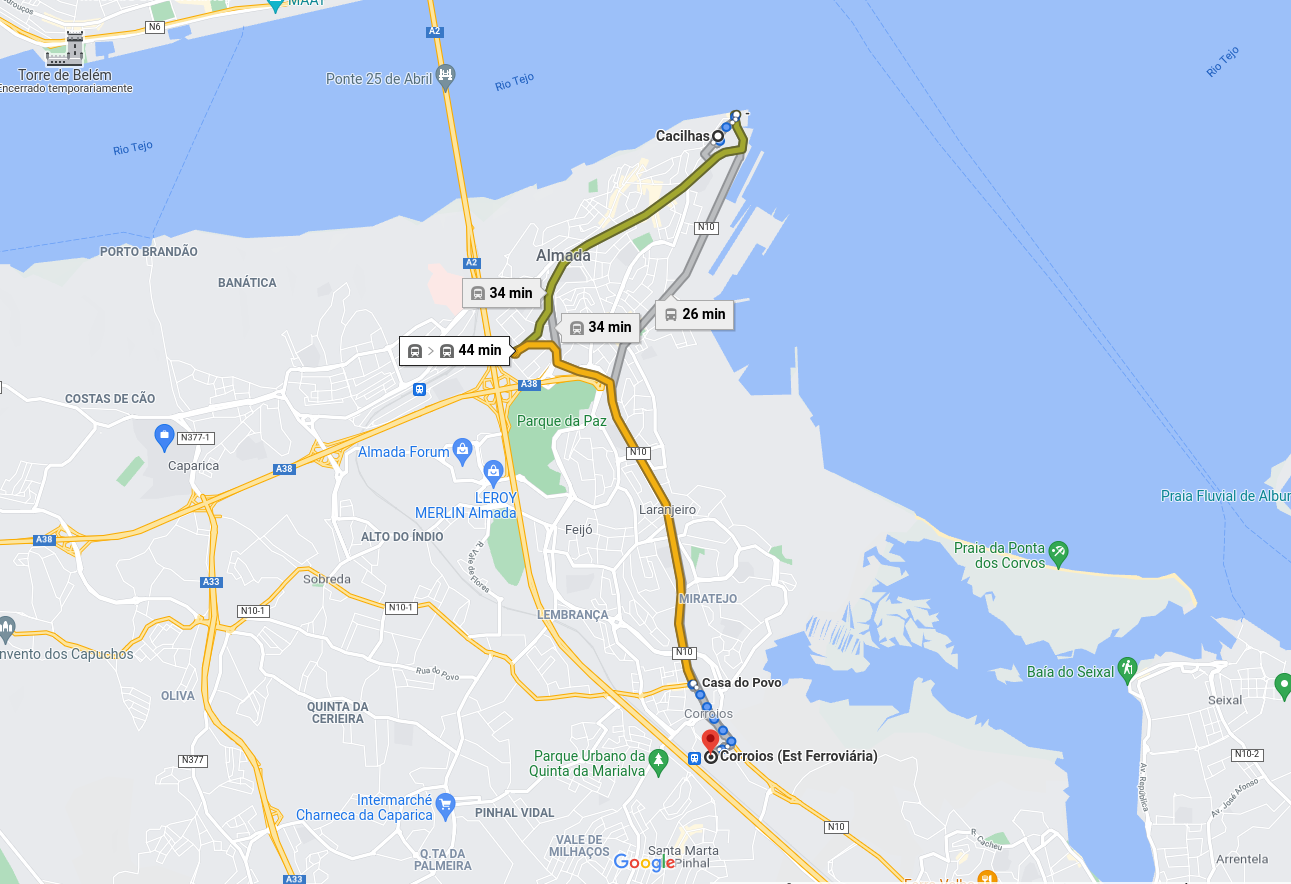 MAAT
N6
A2
Torre de Belém
Encerrado temporariamente
Ponte 25 de Abril
Rio Tejo
Rio Tejo
Rio Tejo
Cacilhas
N10
PORTO BRANDÃO
A2
Almada
BANÁTICA
34 min
34 min
26 min
44 min
A38
COSTAS DE CÃO
Parque da Paz
N377-1
Caparica
Almada Forum
N10
A38
LEROY
MERLIN Almada
Laranjeiro
Praia Fluvial de Albur
Feijó
ALTO DO ÍNDIO
A38
Praia da Ponta
dos Corvos
R. Vale
de Flores
A33
Sobreda
N10-1
N10-1
MIRATEJO
LEMBRANÇA
nvento dos Capuchos
N10
Rua do Povo
Baía do Seixal
Casa do Povo
OLIVA
QUINTA DA
CERIEIRA
Corroios
Seixal
Corroios (Est Ferroviária)
Parque Urbano da
Quinta da Marialva
N377
N10-2
Av. República
Av. José Afonso
Intermarché
Charneca da Caparica
PINHAL VIDAL
N10
VALE DE
MILHAÇOS
Q.TA DA
PALMEIRA
Santa Marta
Pinhal
Google
R. Cacheu
Arrentela
A33